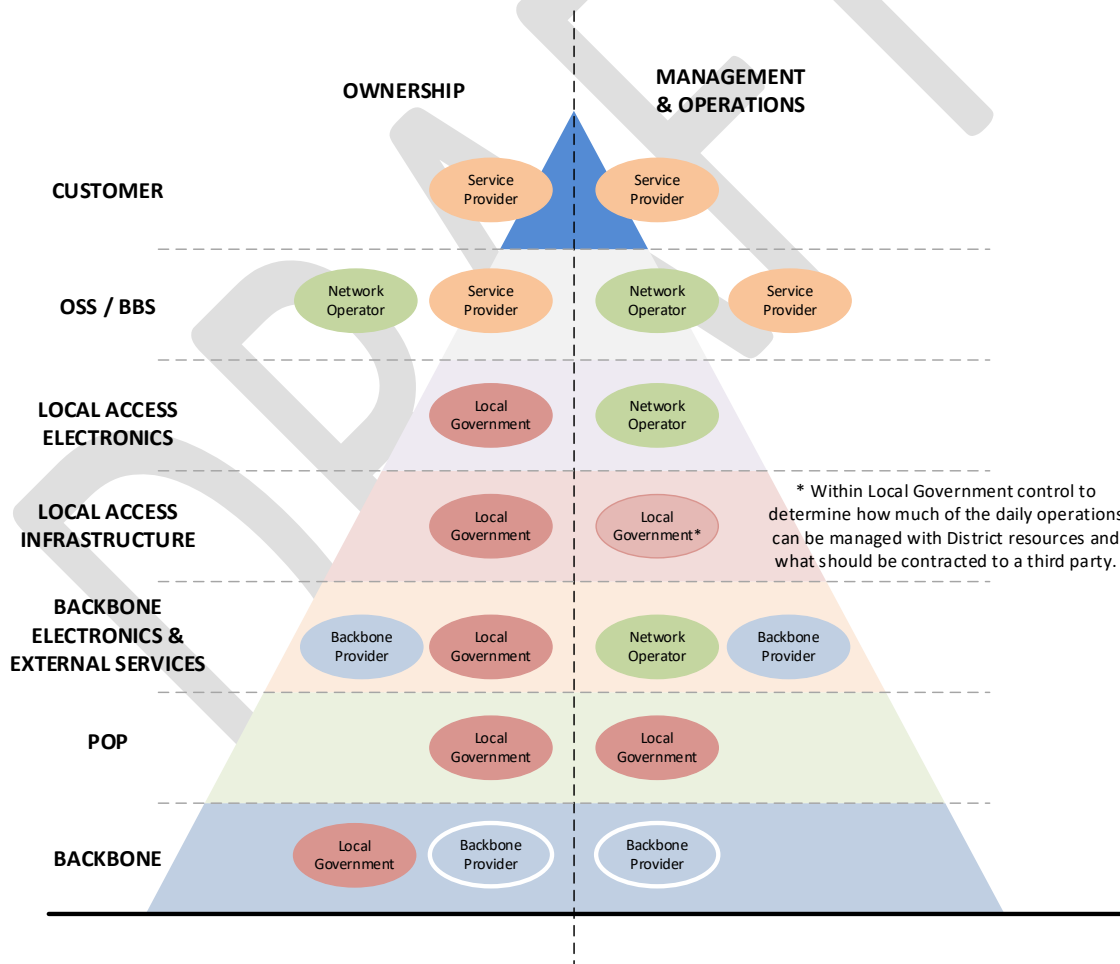 OWNERSHIP
MANAGEMENT
& OPERATIONS
CUSTOMER
Service
Provider
Service
Provider
OSS / BBS
Network
Operator
Service
Provider
Network
Operator
Service
Provider
LOCAL ACCESS
ELECTRONICS
Local
Government
Network
Operator
LOCAL ACCESS
INFRASTRUCTURE
Local
Government
Local
Government*
* Within Local Government control to
determine how much of the daily operations
can be managed with District resources and
what should be contracted to a third party.
BACKBONE
ELECTRONICS &
EXTERNAL SERVICES
Backbone
Provider
Local
Government
Network
Operator
Backbone
Provider
POP
Local
Government
Local
Government
BACKBONE
Local
Government
Backbone
Provider
Backbone
Provider
DRAFT